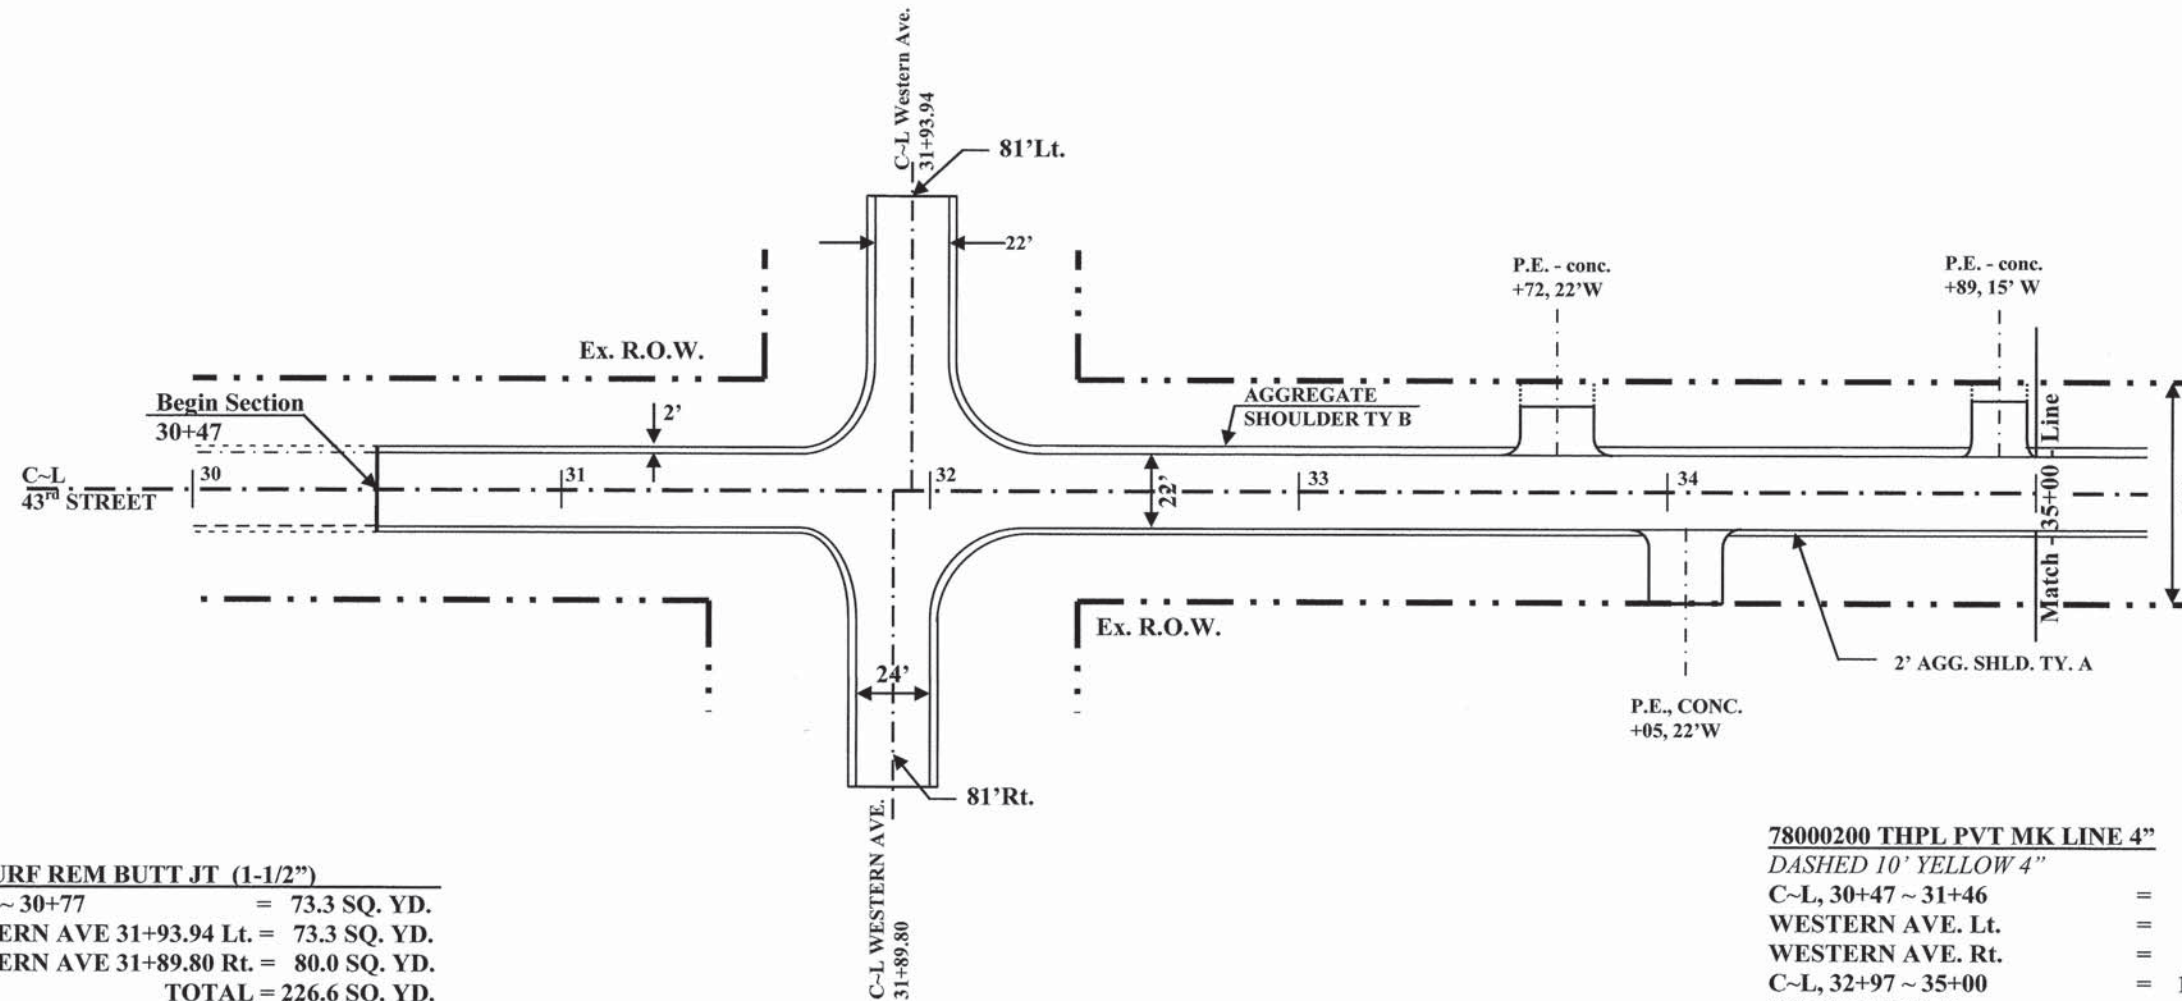 C~L Western Ave.
31+93.94
81'Lt.
22'
P.E. - conc.
+72, 22'W
P.E. - conc.
+89, 15' W
Ex. R.O.W.
Begin Section
30+47
2'
AGGREGATE
SHOULDER TY B
C~L
43rd STREET
30
31
32
33
34
22'
Match - 35+00 - Line
Ex. R.O.W.
24'
2' AGG. SHLD. TY. A
P.E., CONC.
+05, 22'W
81'Rt.
C~L WESTERN AVE.
31+89.80
URF REM BUTT JT (1-1/2”)
~ 30+77 = 73.3 SQ. YD.
ERN AVE 31+93.94 Lt. = 73.3 SQ. YD.
ERN AVE 31+89.80 Rt. = 80.0 SQ. YD.
TOTAL = 226.6 SQ. YD.
78000200 THPL PVT MK LINE 4”
DASHED 10' YELLOW 4”
C~L, 30+47 ~ 31+46 =
WESTERN AVE. Lt. =
WESTERN AVE. Rt. =
C~L, 32+97 ~ 35+00 =